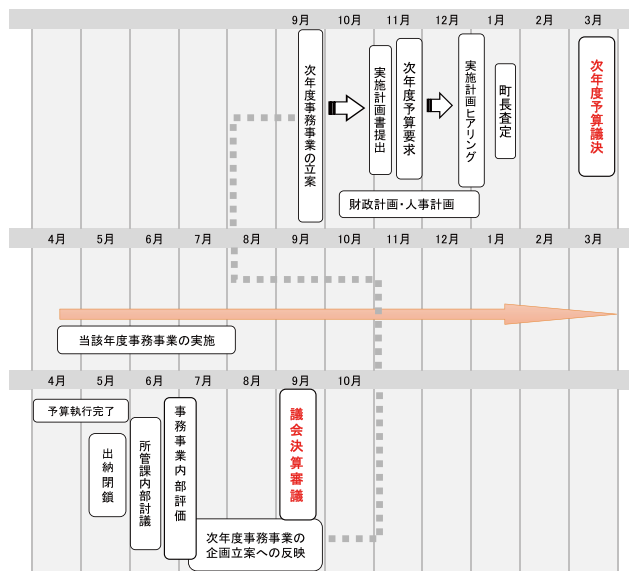 9月 10月 11月 12月 1月 2月 3月
次年度事務事業の立案
実施計画書提出
次年度予算要求
実施計画ヒアリング
町長査定
次年度予算議決
財政計画・人事計画
4月 5月 6月 7月 8月 9月 10月 11月 12月 1月 2月 3月
当該年度事務事業の実施
4月 5月 6月 7月 8月 9月 10月
予算執行完了
出納閉鎖
所管課内部討議
事務事業内部評価
議会決算審議
次年度事務事業の
企画立案への反映